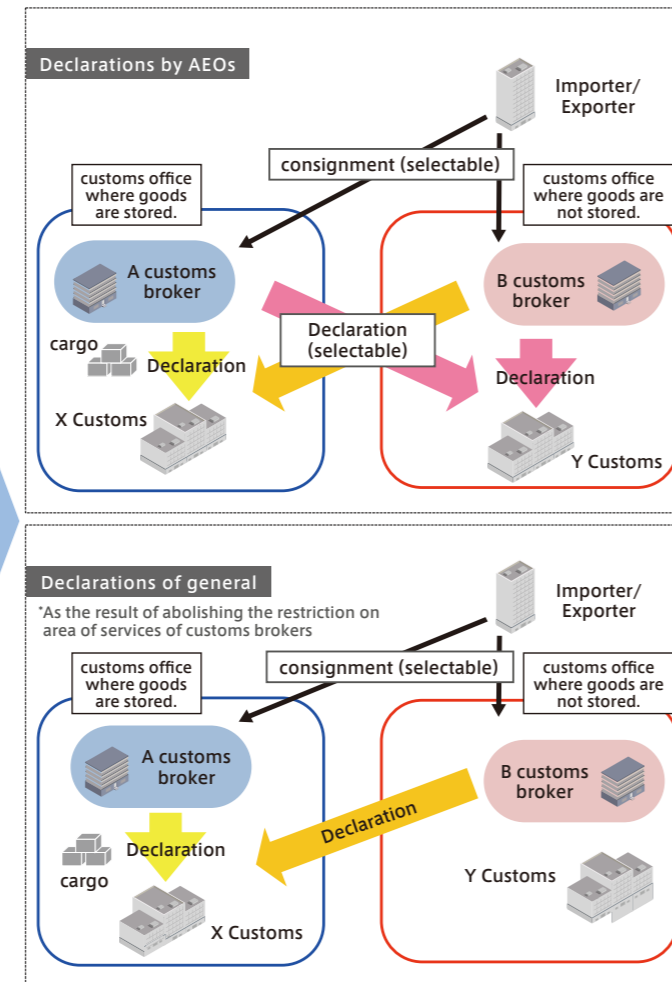 Declarations by AEOs
Importer/
Exporter
consignment (selectable)
customs office
where goods
are stored.
customs office
where goods are
not stored.
A customs
broker
B customs
broker
cargo
Declaration
Declaration
(selectable)
Declaration
X Customs
Y Customs
Declarations of general
*As the result of abolishing the restriction on
area of services of customs brokers
Importer/
Exporter
consignment (selectable)
customs office
where goods
are stored.
customs office
where goods are
not stored.
A customs
broker
B customs
broker
Declaration
Declaration
cargo
Y Customs
X Customs